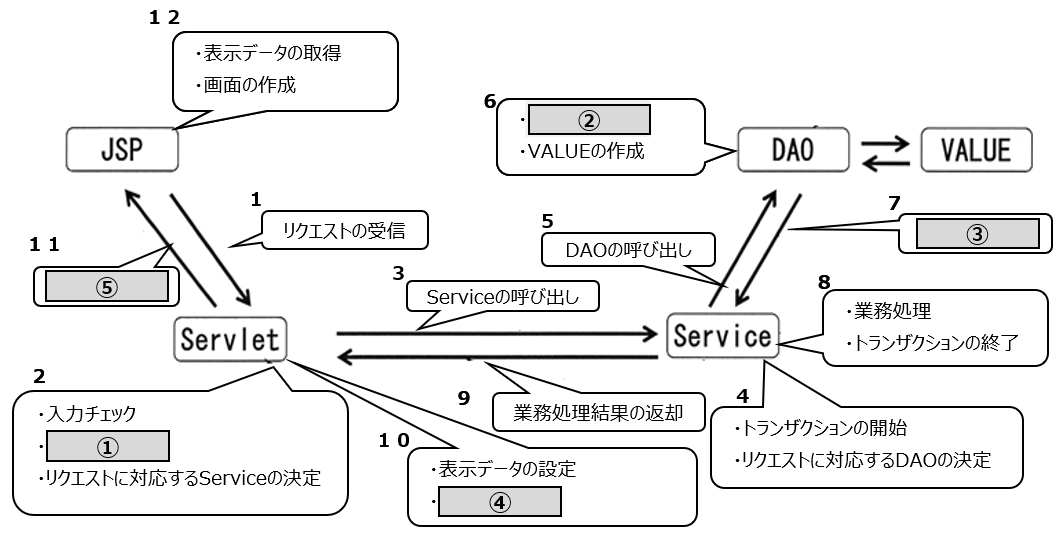 12
・表示データの取得
・画面の作成
6
・②
・VALUEの作成
JSP
DAO
VALUE
1
リクエストの受信
7
③
11
⑤
5
DAOの呼び出し
3
Serviceの呼び出し
8
・業務処理
・トランザクションの終了
Servlet
Service
2
・入力チェック
・①
・リクエストに対応するServiceの決定
9
業務処理結果の返却
4
・トランザクションの開始
・リクエストに対応するDAOの決定
10
・表示データの設定
・④